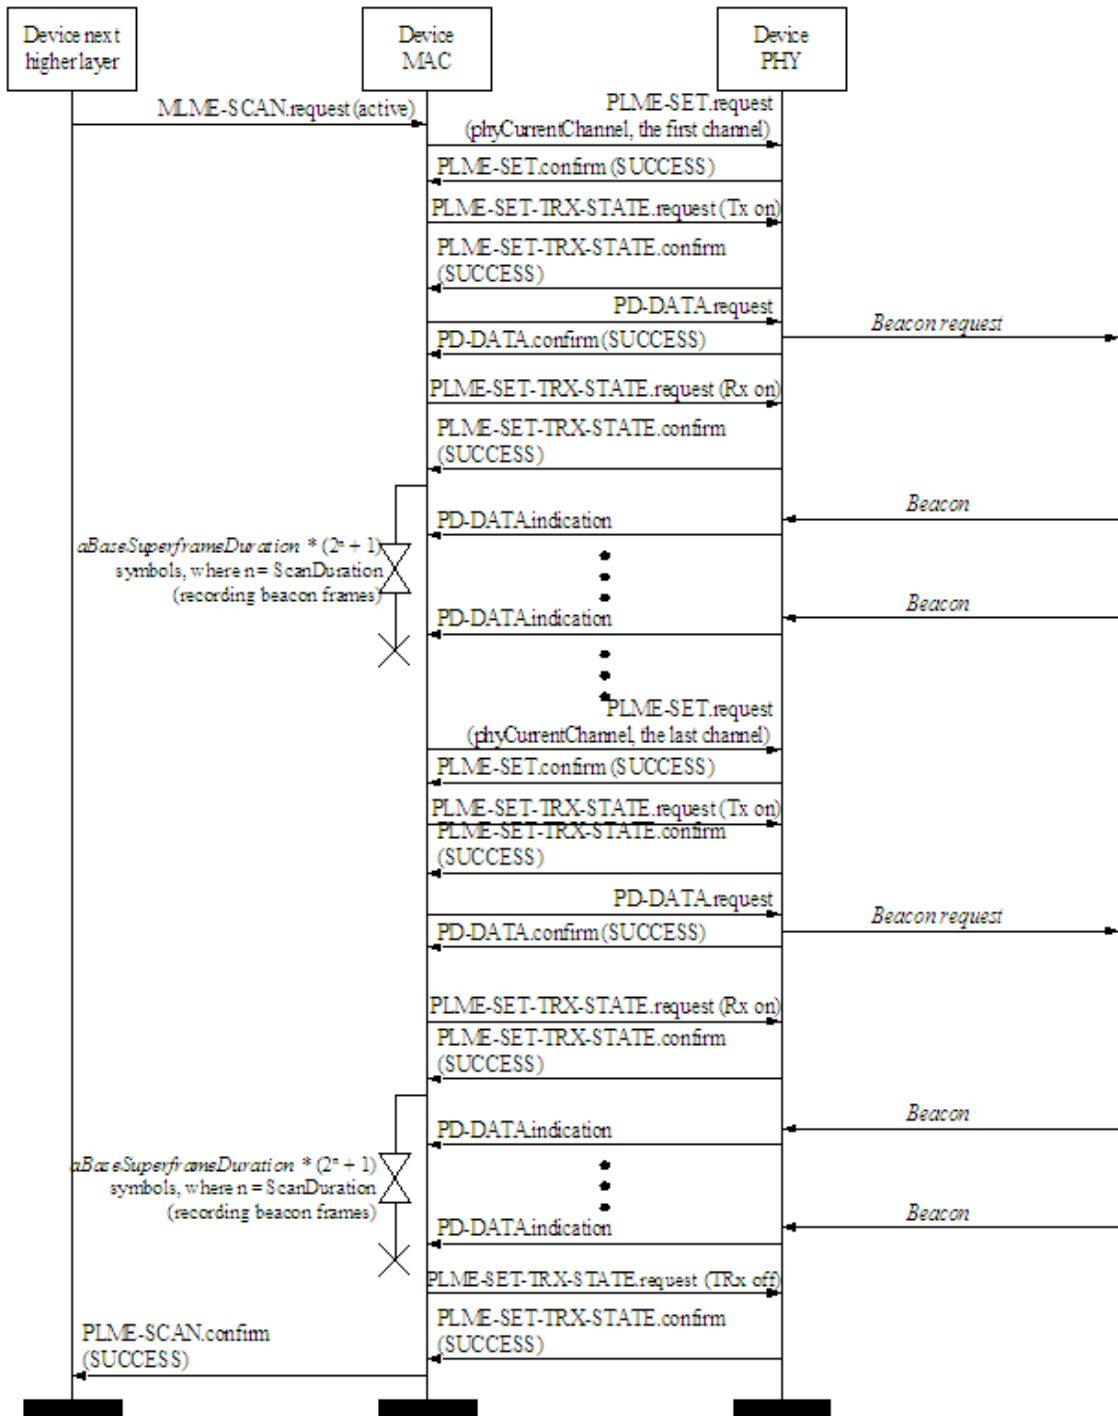 Device next
higher layer
Device
MAC
Device
PHY
MLME-SCAN.request (active)
PLME-SET.request
(phyCurrentChannel, the first channel)
PLME-SET.confirm (SUCCESS)
PLME-SET-TRX-STATE.request (Tx on)
PLME-SET-TRX-STATE.confirm
(SUCCESS)
PD-DATA.request
Beacon request
PD-DATA.confirm (SUCCESS)
PLME-SET-TRX-STATE.request (Rx on)
PLME-SET-TRX-STATE.confirm
(SUCCESS)
Beacon
PD-DATA.indication
aBaseSuperframeDuration * (2ⁿ + 1)
symbols, where n = ScanDuration
(recording beacon frames)
Beacon
PD-DATA.indication
PLME-SET.request
(phyCurrentChannel, the last channel)
PLME-SET.confirm (SUCCESS)
PLME-SET-TRX-STATE.request (Tx on)
PLME-SET-TRX-STATE.confirm
(SUCCESS)
PD-DATA.request
Beacon request
PD-DATA.confirm (SUCCESS)
PLME-SET-TRX-STATE.request (Rx on)
PLME-SET-TRX-STATE.confirm
(SUCCESS)
Beacon
PD-DATA.indication
aBaseSuperframeDuration * (2ⁿ + 1)
symbols, where n = ScanDuration
(recording beacon frames)
Beacon
PD-DATA.indication
PLME-SET-TRX-STATE.request (TRx off)
PLME-SET-TRX-STATE.confirm
(SUCCESS)
PLME-SCAN.confirm
(SUCCESS)